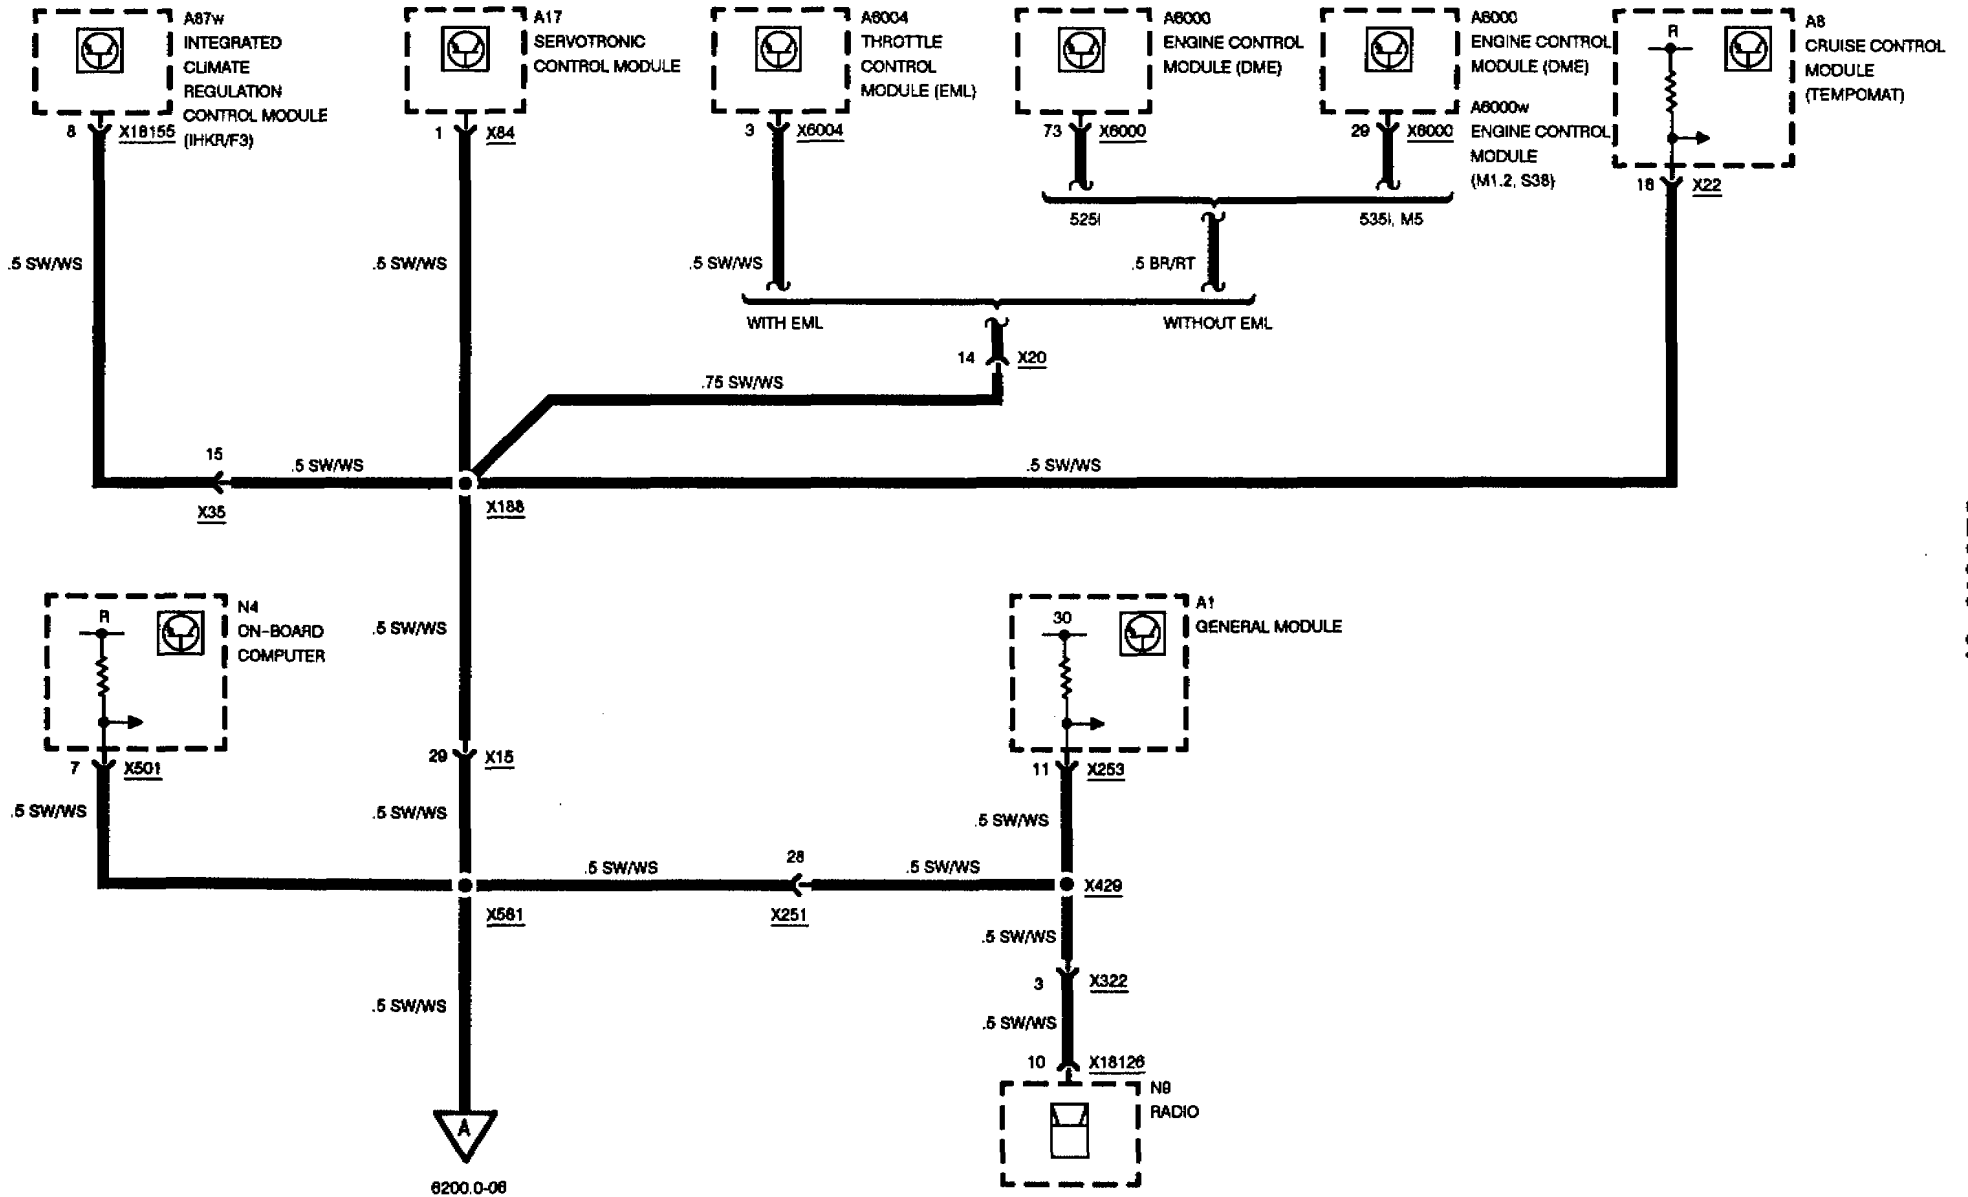 A87w
INTEGRATED
CLIMATE
REGULATION
CONTROL MODULE
(IHKR/F3)
8 X18155
A17
SERVOTRONIC
CONTROL MODULE
1 X84
A6004
THROTTLE
CONTROL
MODULE (EML)
3 X6004
A6000
ENGINE CONTROL
MODULE (DME)
73 X6000
A6000
ENGINE CONTROL
MODULE (DME)
A6000w
ENGINE CONTROL
MODULE
(M1.2, S38)
29 X6000
R
A8
CRUISE CONTROL
MODULE
(TEMPOMAT)
18 X22
525i
535i, M5
.5 SW/WS
.5 SW/WS
.5 SW/WS
.5 BR/RT
WITH EML
WITHOUT EML
14 X20
.75 SW/WS
15
.5 SW/WS
.5 SW/WS
X35
X188
R
N4
ON-BOARD
COMPUTER
.5 SW/WS
30
A1
GENERAL MODULE
7 X501
29 X15
11 X253
.5 SW/WS
.5 SW/WS
.5 SW/WS
.5 SW/WS
28
.5 SW/WS
X581
X251
X429
.5 SW/WS
3 X322
.5 SW/WS
.5 SW/WS
10 X18126
N9
RADIO
A
6200.0-06